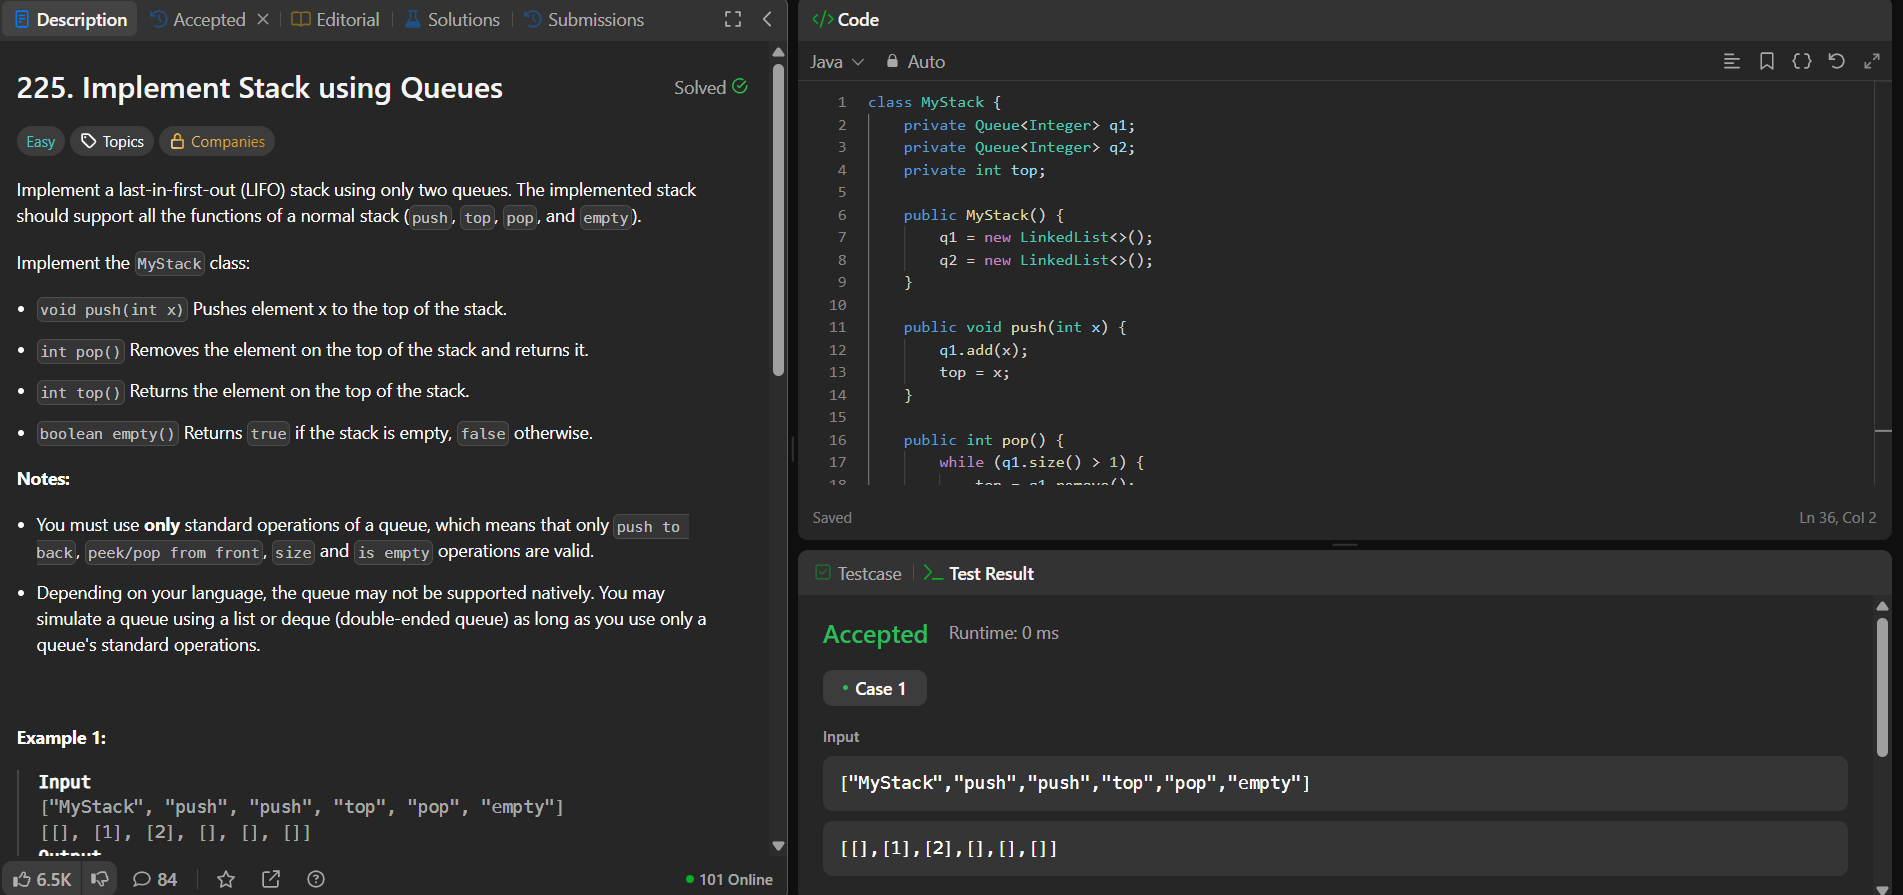 Description
Accepted
Editorial
Solutions
Submissions
225. Implement Stack using Queues
Solved
Easy
Topics
Companies
Implement a last-in-first-out (LIFO) stack using only two queues. The implemented stack
should support all the functions of a normal stack (push, top, pop, and empty).
Implement the MyStack class:
• void push(int x) Pushes element x to the top of the stack.
• int pop() Removes the element on the top of the stack and returns it.
• int top() Returns the element on the top of the stack.
• boolean empty() Returns true if the stack is empty, false otherwise.
Notes:
• You must use only standard operations of a queue, which means that only push to
back, peek/pop from front, size and is empty operations are valid.
• Depending on your language, the queue may not be supported natively. You may
simulate a queue using a list or deque (double-ended queue) as long as you use only a
queue's standard operations.
Example 1:
Input
["MyStack", "push", "push", "top", "pop", "empty"]
[[], [1], [2], [], [], []]
Output
6.5K
84
101 Online
</> Code
Java
Auto
1 class MyStack {
2 private Queue<Integer> q1;
3 private Queue<Integer> q2;
4 private int top;
5
6 public MyStack() {
7 q1 = new LinkedList<>();
8 q2 = new LinkedList<>();
9 }
10
11 public void push(int x) {
12 q1.add(x);
13 top = x;
14 }
15
16 public int pop() {
17 while (q1.size() > 1) {
18 top = q1.remove();
Saved
Ln 36, Col 2
Testcase
Test Result
Accepted
Runtime: 0 ms
• Case 1
Input
["MyStack","push","push","top","pop","empty"]
[[],[1],[2],[],[],[]]